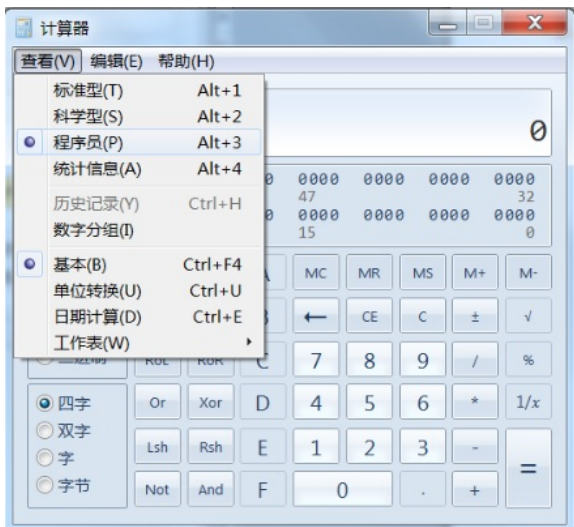 计算器
查看(V) 编辑(E) 帮助(H)
标准型(T) Alt+1
科学型(S) Alt+2
程序员(P) Alt+3
统计信息(A) Alt+4
历史记录(Y) Ctrl+H
数字分组(I)
基本(B) Ctrl+F4
单位转换(U) Ctrl+U
日期计算(D) Ctrl+E
工作表(W)
0
0000 0000 0000 0000
47 32
0000 0000 0000 0000
15 0
MC MR MS M+ M-
← CE C ± √
二进制 RoL RoR C 7 8 9 / %
四字 Or Xor D 4 5 6 * 1/x
双字
字 Lsh Rsh E 1 2 3 - =
字节 Not And F 0 . +